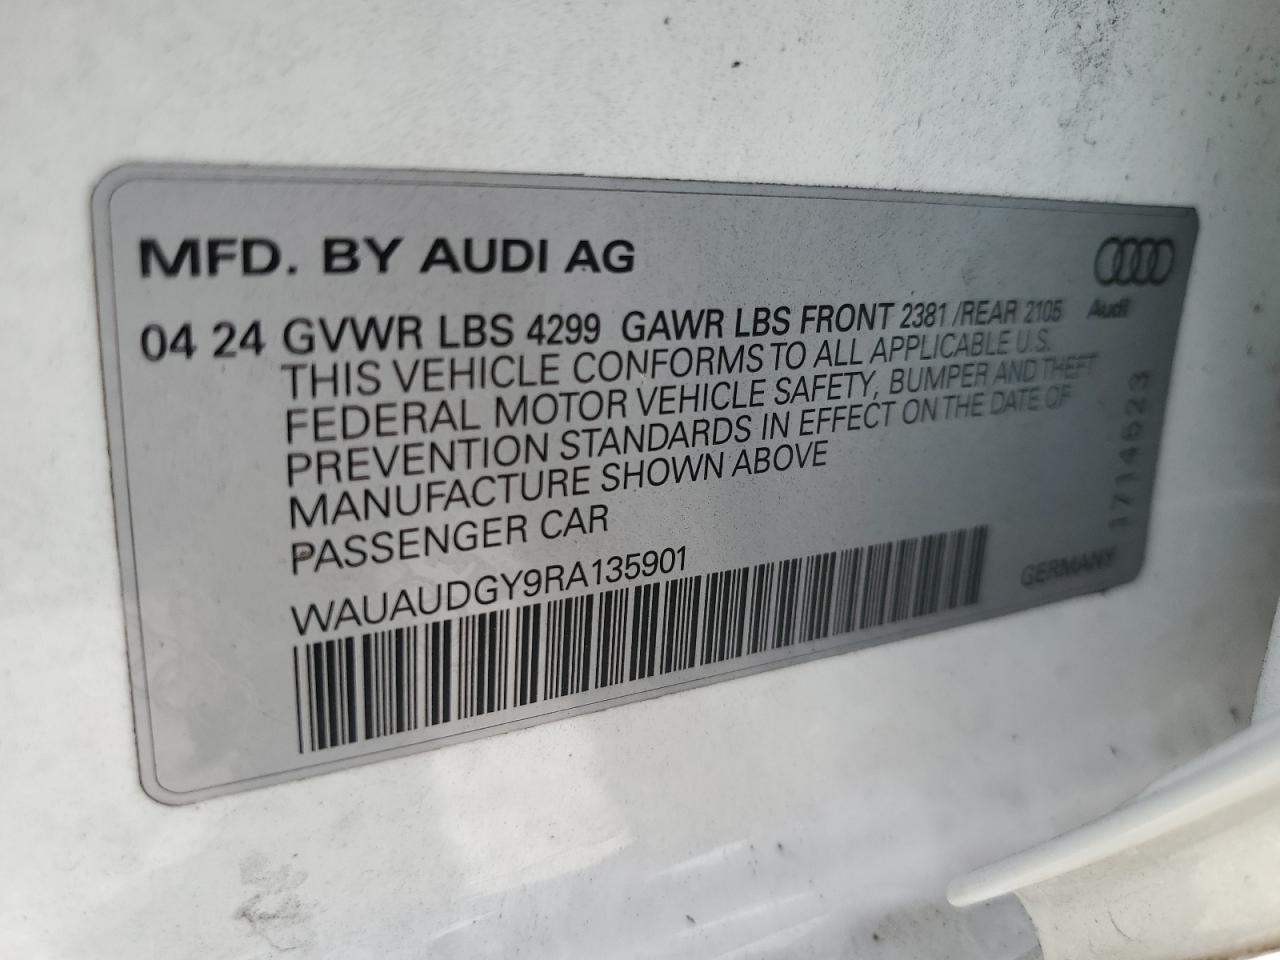 MFD. BY AUDI AG
Audi
04 24 GVWR LBS 4299 GAWR LBS FRONT 2381 /REAR 2105
THIS VEHICLE CONFORMS TO ALL APPLICABLE U.S.
FEDERAL MOTOR VEHICLE SAFETY, BUMPER AND THEFT
PREVENTION STANDARDS IN EFFECT ON THE DATE OF
MANUFACTURE SHOWN ABOVE
PASSENGER CAR
WAUAUDGY9RA135901
GERMANY